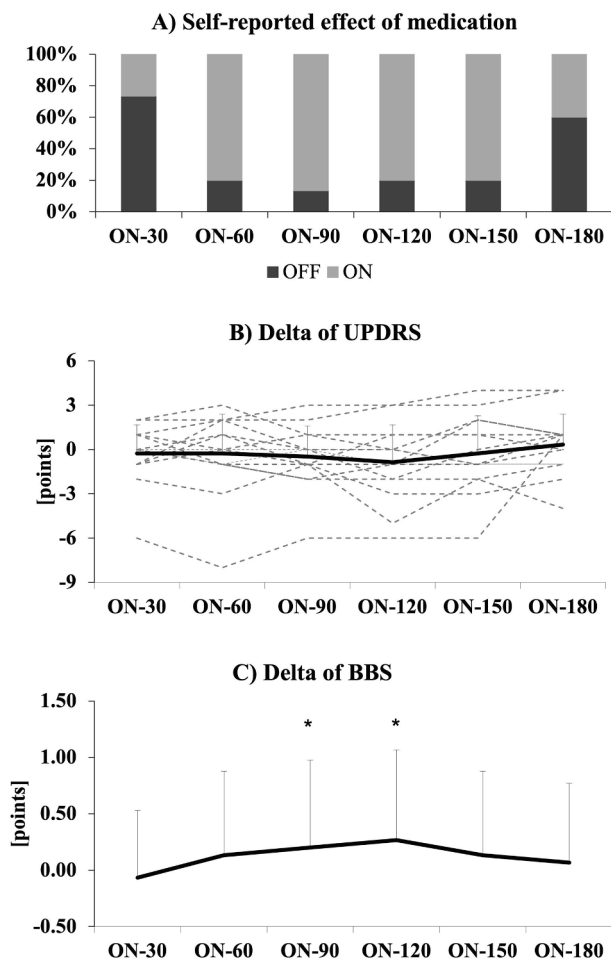 A) Self-reported effect of medication
100%
80%
60%
40%
20%
0%
ON-30 ON-60 ON-90 ON-120 ON-150 ON-180
OFF ON
B) Delta of UPDRS
6
3
0
-3
-6
-9
[points]
ON-30 ON-60 ON-90 ON-120 ON-150 ON-180
C) Delta of BBS
1.50
1.00
0.50
0.00
-0.50
[points]
* *
ON-30 ON-60 ON-90 ON-120 ON-150 ON-180